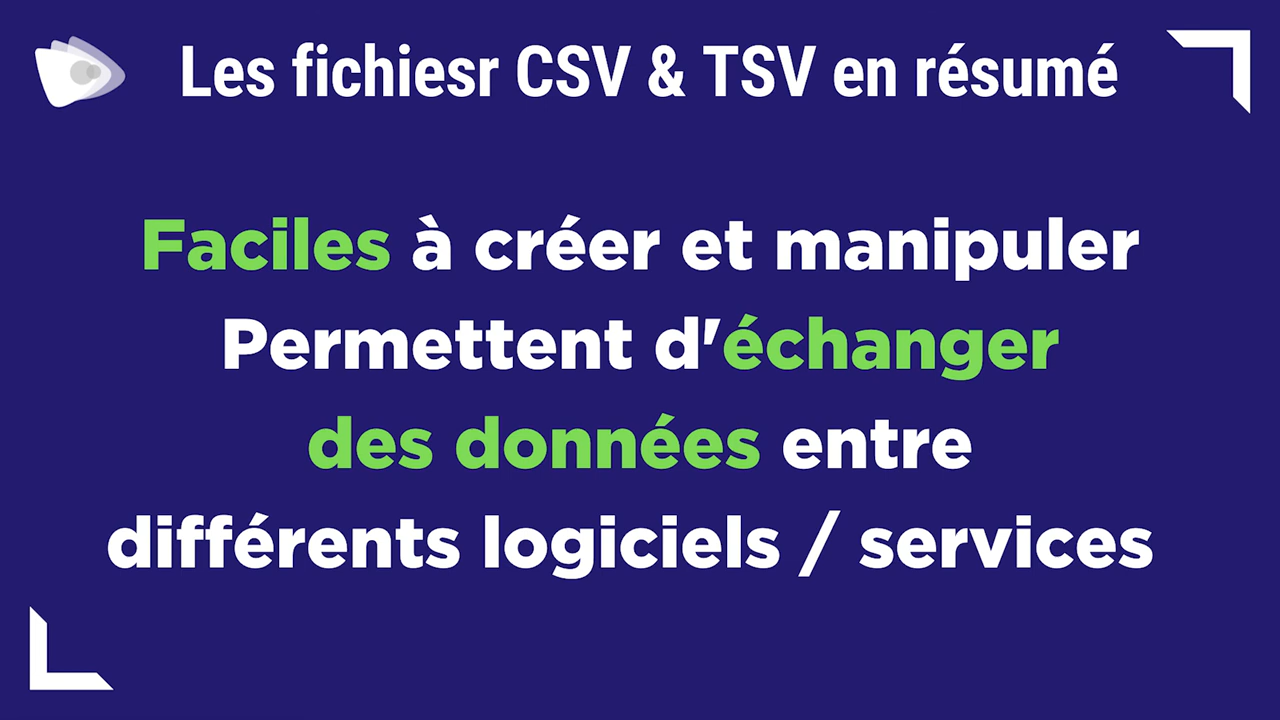 Les fichiesr CSV & TSV en résumé
Faciles à créer et manipuler
Permettent d'échanger
des données entre
différents logiciels / services